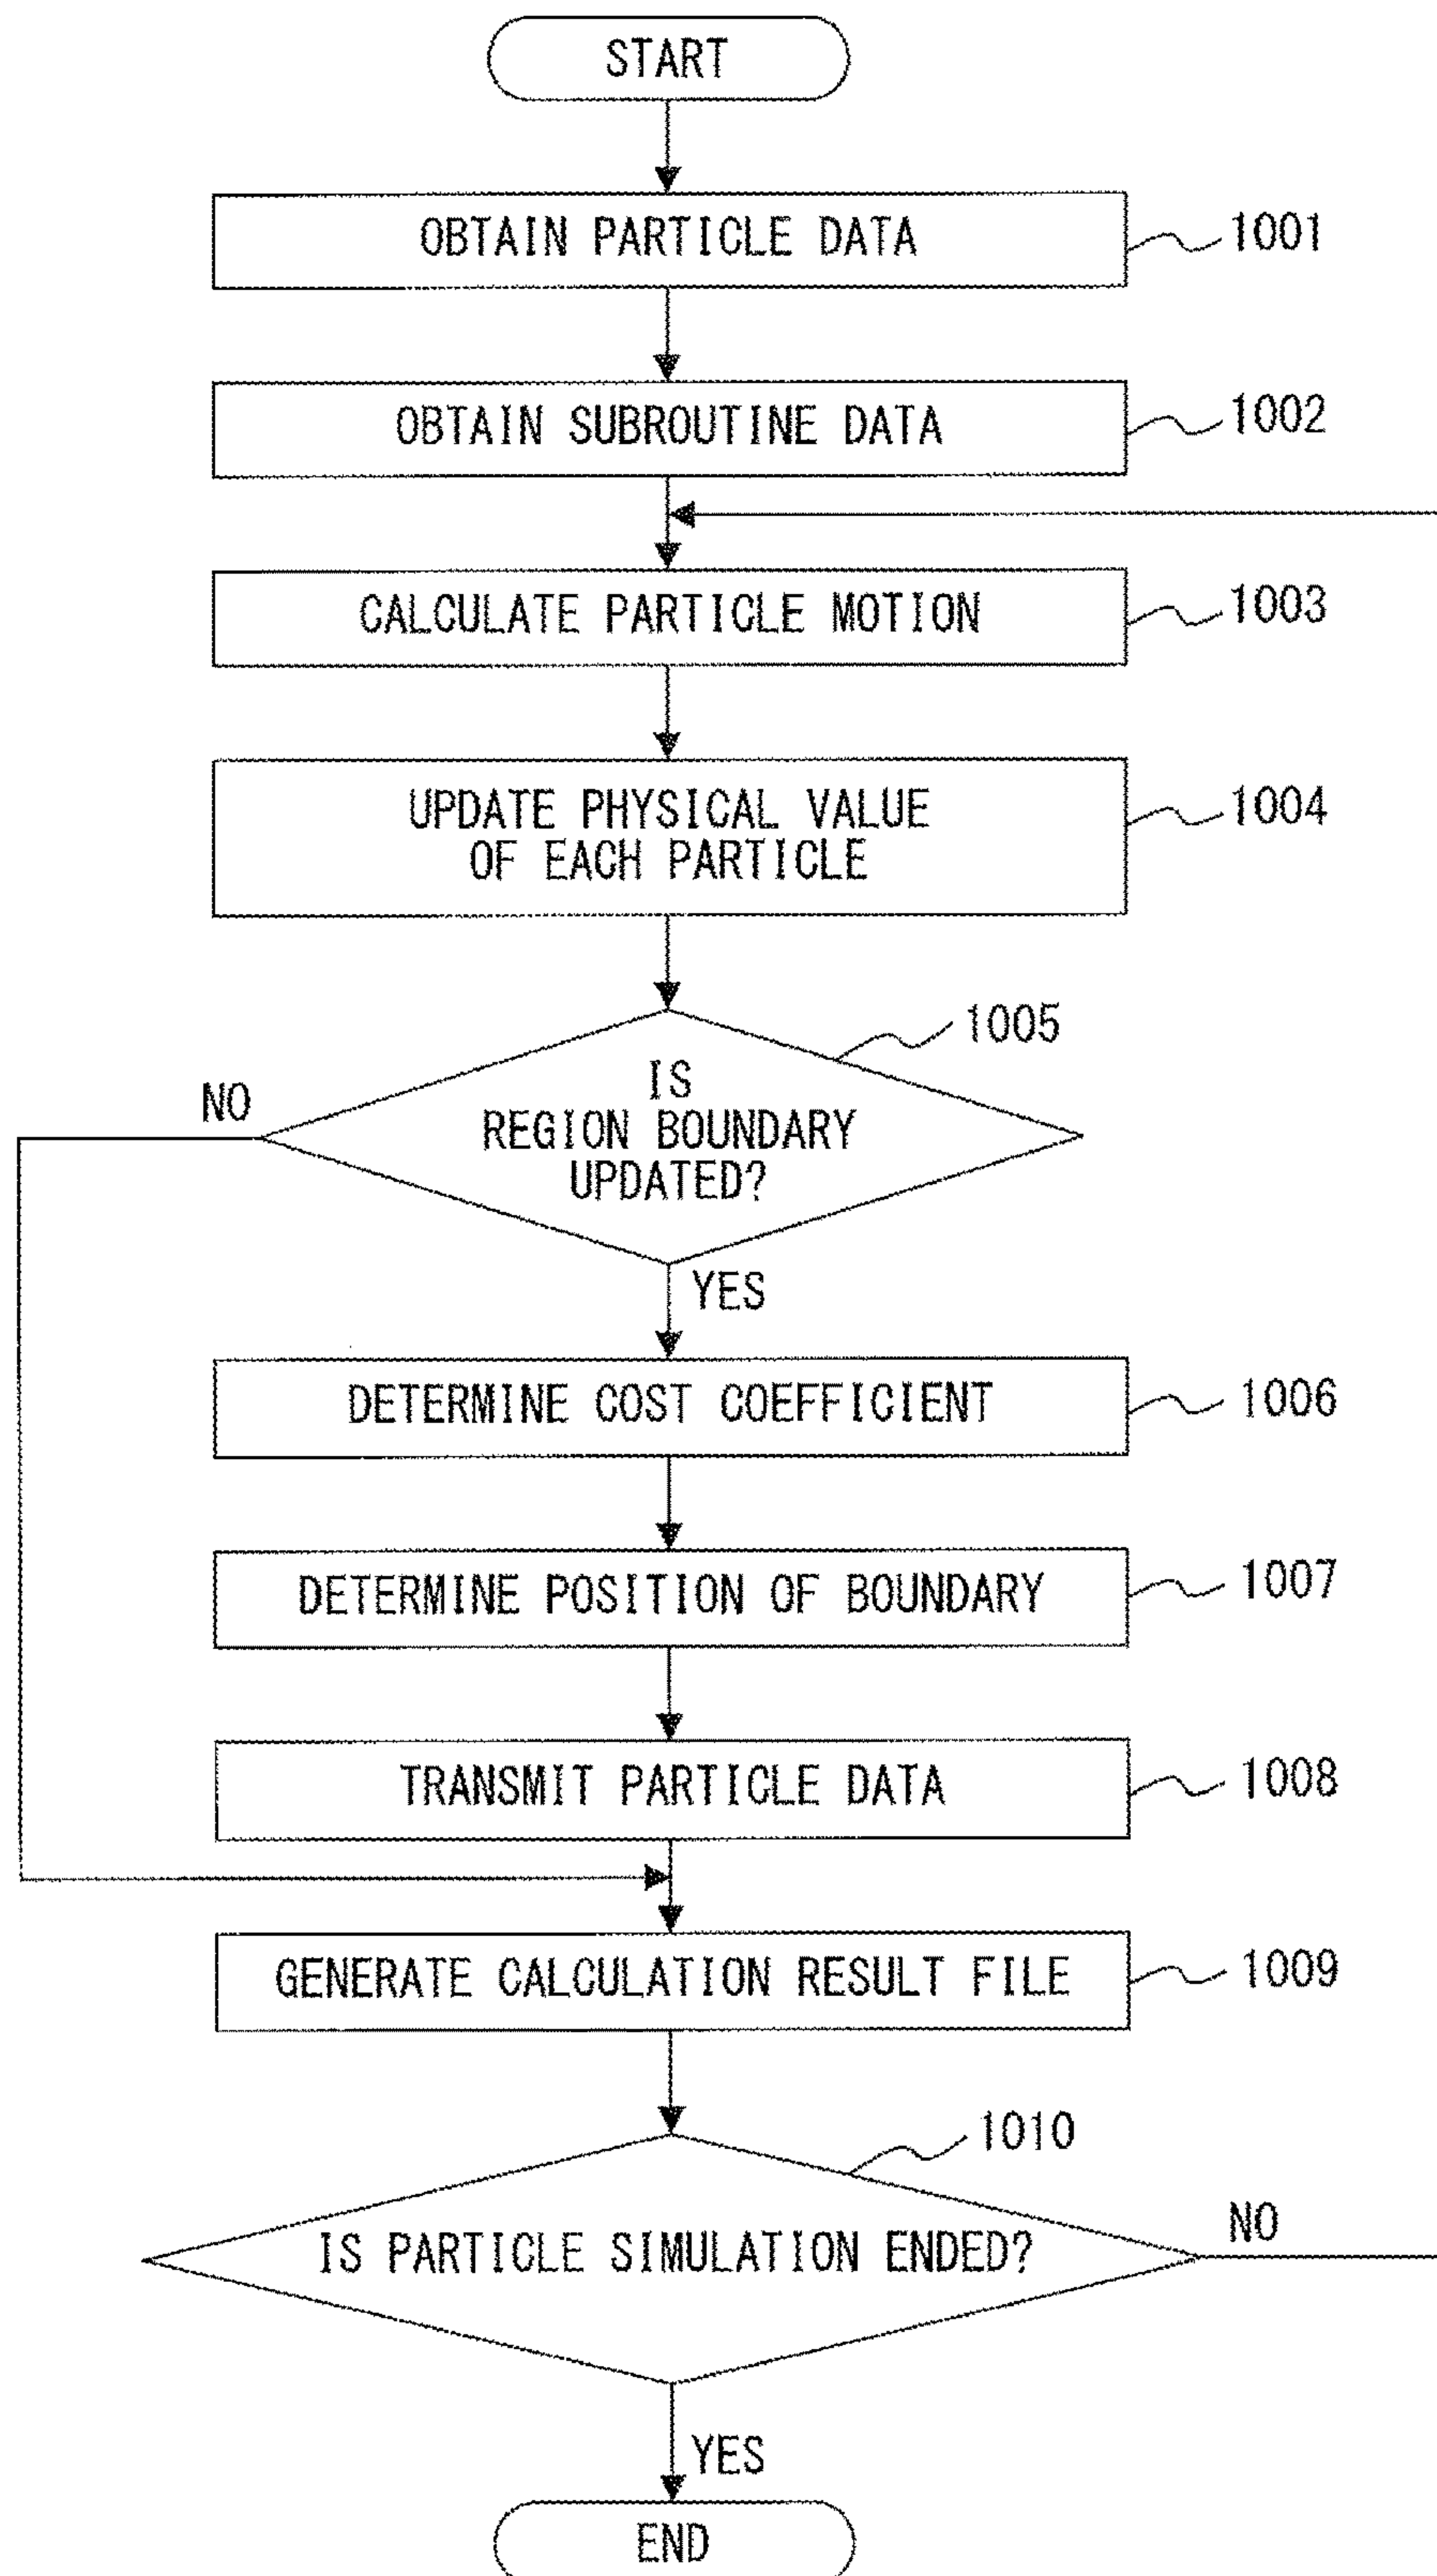 START
OBTAIN PARTICLE DATA
1001
OBTAIN SUBROUTINE DATA
1002
CALCULATE PARTICLE MOTION
1003
UPDATE PHYSICAL VALUE
OF EACH PARTICLE
1004
1005
IS
REGION BOUNDARY
UPDATED?
NO
YES
DETERMINE COST COEFFICIENT
1006
DETERMINE POSITION OF BOUNDARY
1007
TRANSMIT PARTICLE DATA
1008
GENERATE CALCULATION RESULT FILE
1009
1010
IS PARTICLE SIMULATION ENDED?
NO
YES
END